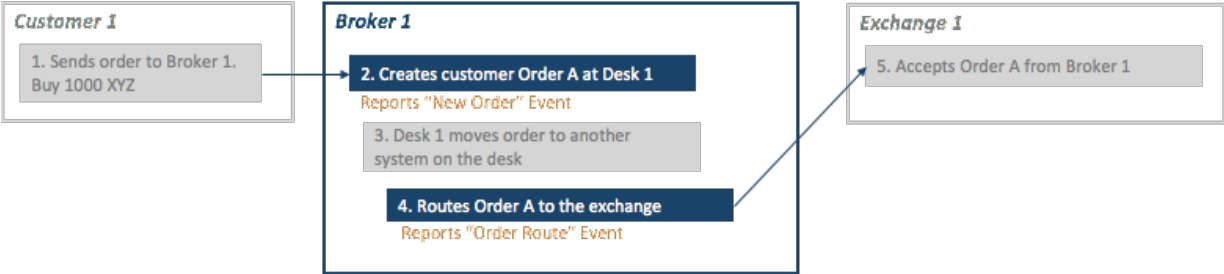 Customer 1
1. Sends order to Broker 1.
Buy 1000 XYZ
Broker 1
2. Creates customer Order A at Desk 1
Reports "New Order" Event
3. Desk 1 moves order to another
system on the desk
4. Routes Order A to the exchange
Reports "Order Route" Event
Exchange 1
5. Accepts Order A from Broker 1